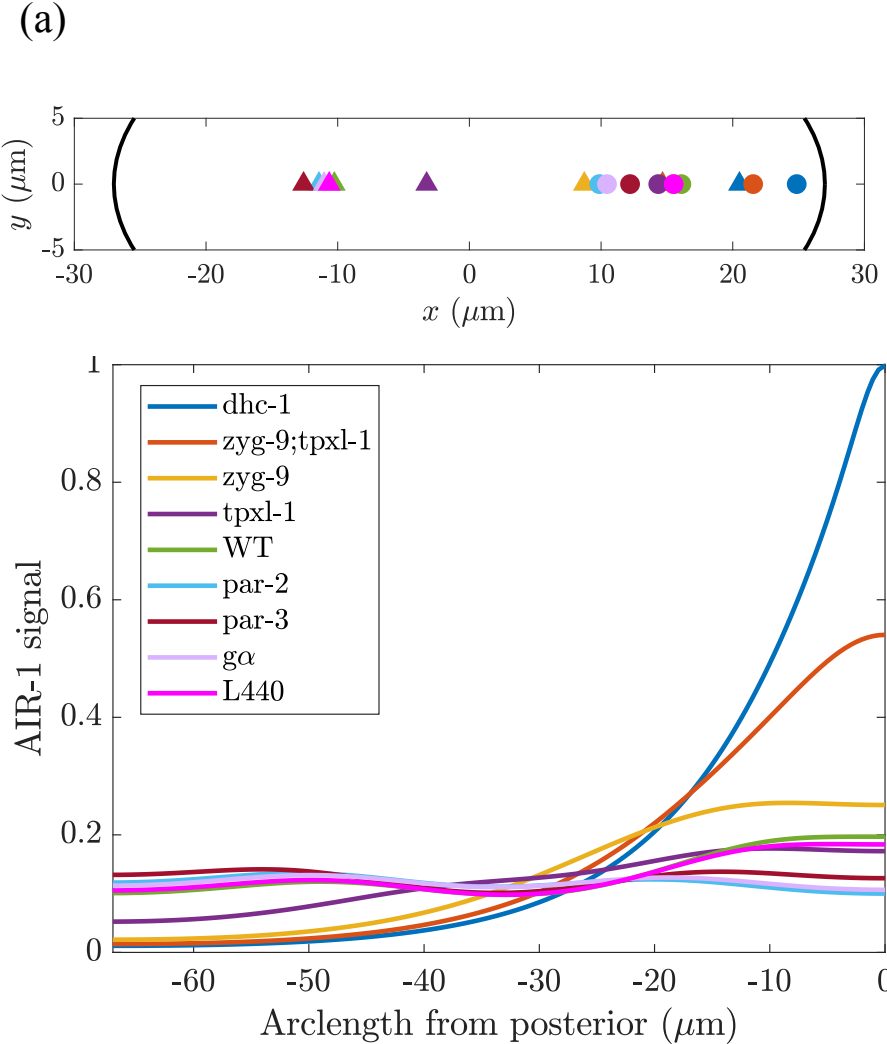 (a)
5
0
-5
y (μm)
-30 -20 -10 0 10 20 30
x (μm)
1
0.8
0.6
0.4
0.2
0
AIR-1 signal
dhc-1
zyg-9;tpxl-1
zyg-9
tpxl-1
WT
par-2
par-3
gα
L440
-60 -50 -40 -30 -20 -10 0
Arclength from posterior (μm)